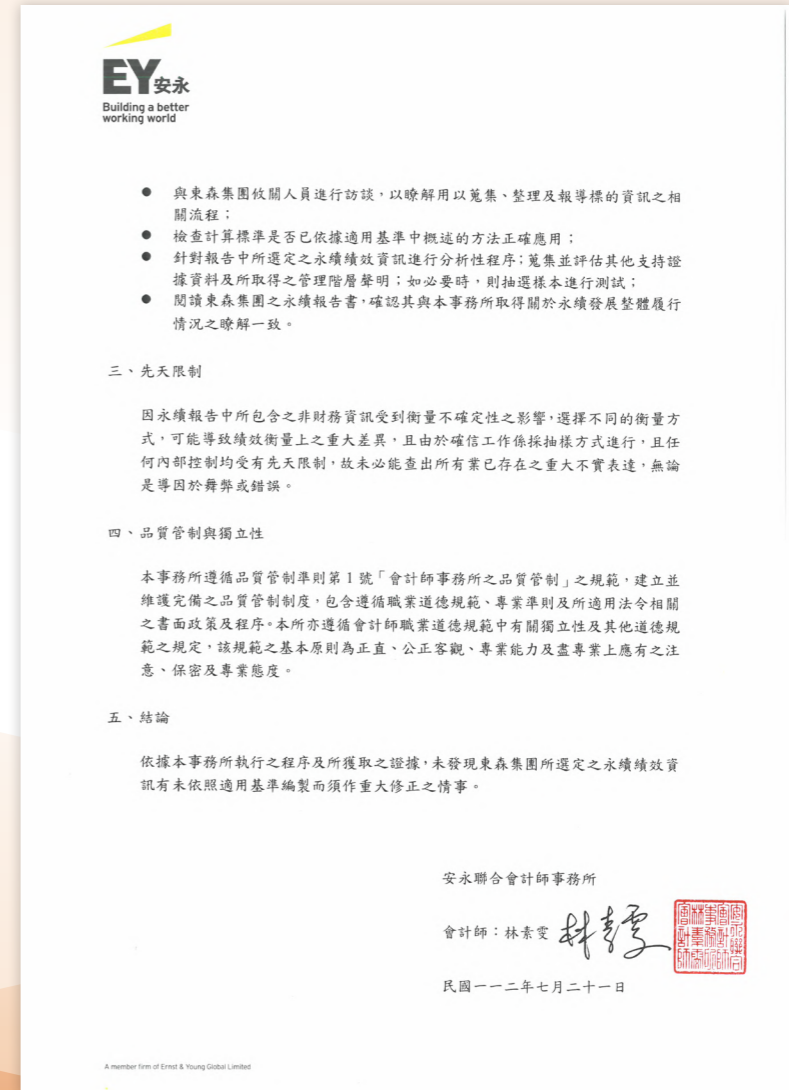 EY安永
Building a better
working world
● 與東森集團攸關人員進行訪談，以瞭解用以蒐集、整理及報導標的資訊之相
關流程；
● 檢查計算標準是否已依據適用基準中概述的方法正確應用；
● 針對報告中所選定之永續績效資訊進行分析性程序；蒐集並評估其他支持證
據資料及所取得之管理階層聲明；如必要時，則抽選樣本進行測試；
● 閱讀東森集團之永續報告書，確認其與本事務所取得關於永續發展整體履行
情況之瞭解一致。
三、先天限制
因永續報告中所包含之非財務資訊受到衡量不確定性之影響，選擇不同的衡量方
式，可能導致績效衡量上之重大差異，且由於確信工作係採抽樣方式進行，且任
何內部控制均受有先天限制，故未必能查出所有業已存在之重大不實表達，無論
是導因於舞弊或錯誤。
四、品質管制與獨立性
本事務所遵循品質管制準則第1號「會計師事務所之品質管制」之規範，建立並
維護完備之品質管制制度，包含遵循職業道德規範、專業準則及所適用法令相關
之書面政策及程序。本所亦遵循會計師職業道德規範中有關獨立性及其他道德規
範之規定，該規範之基本原則為正直、公正客觀、專業能力及盡專業上應有之注
意、保密及專業態度。
五、結論
依據本事務所執行之程序及所獲取之證據，未發現東森集團所選定之永續績效資
訊有未依照適用基準編製而須作重大修正之情事。
安永聯合會計師事務所
會計師：林素雯 林素雯
民國一一二年七月二十一日
A member firm of Ernst & Young Global Limited